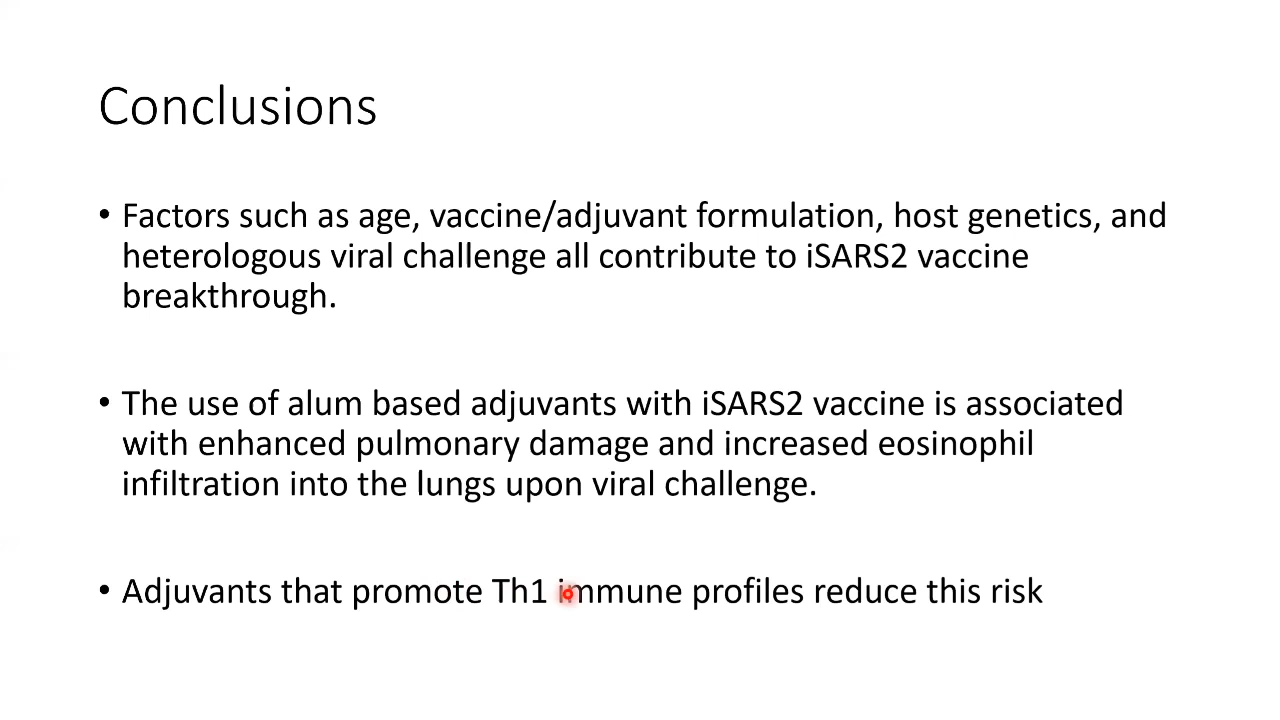 Conclusions
• Factors such as age, vaccine/adjuvant formulation, host genetics, and
heterologous viral challenge all contribute to iSARS2 vaccine
breakthrough.
• The use of alum based adjuvants with iSARS2 vaccine is associated
with enhanced pulmonary damage and increased eosinophil
infiltration into the lungs upon viral challenge.
• Adjuvants that promote Th1 immune profiles reduce this risk